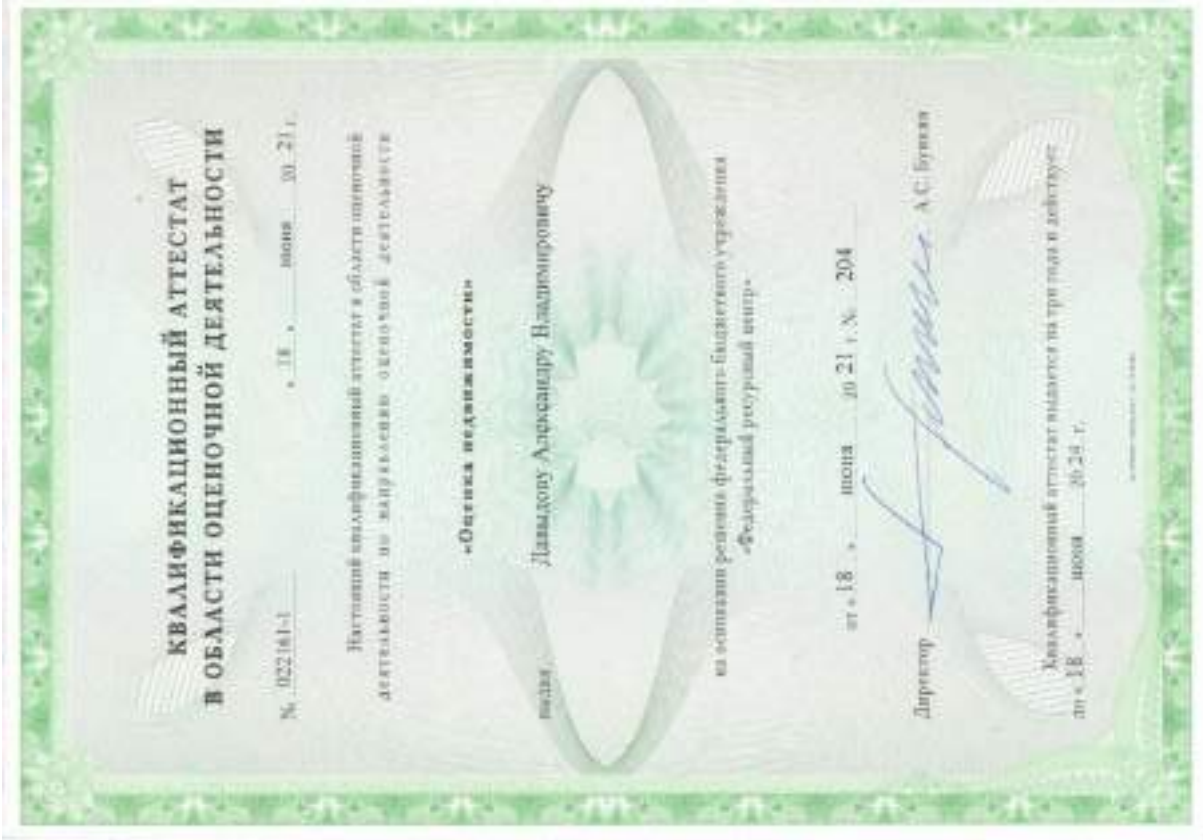 КВАЛИФИКАЦИОННЫЙ АТТЕСТАТ
В ОБЛАСТИ ОЦЕНОЧНОЙ ДЕЯТЕЛЬНОСТИ
№ 022161-1 « 18 » июня 20 21 г.
Настоящий квалификационный аттестат в области оценочной
деятельности по направлению оценочной деятельности
«Оценка недвижимости»
выдан Давыдову Александру Владимировичу
на основании решения федерального бюджетного учреждения
«Федеральный ресурсный центр»
от « 18 » июня 20 21 г. № 204
Директор А.С. Бункин
Квалификационный аттестат выдается на три года и действует
до « 18 » июня 20 24 г.